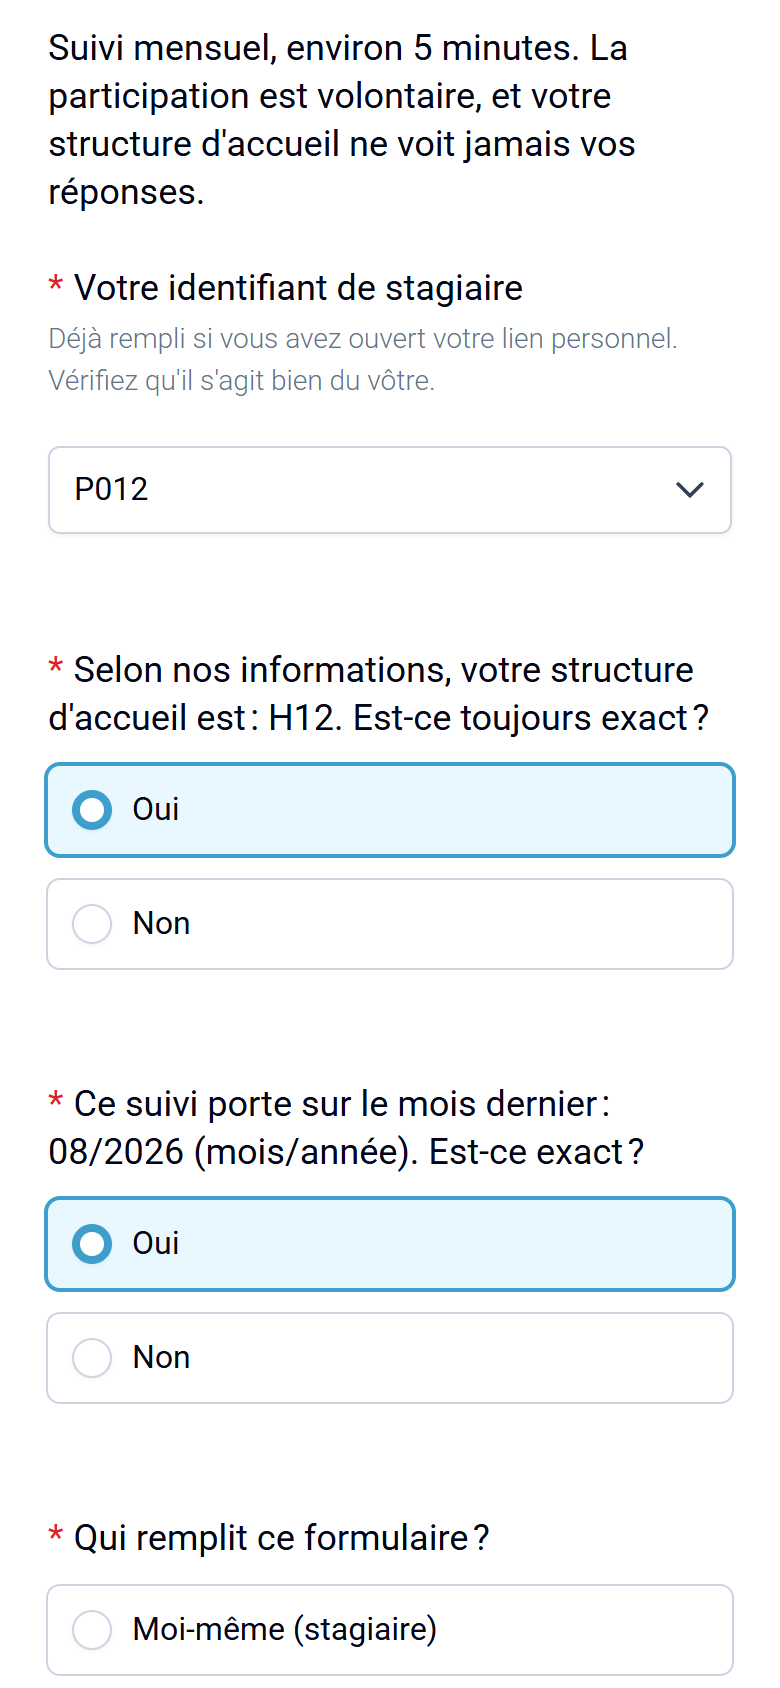 Suivi mensuel, environ 5 minutes. La
participation est volontaire, et votre
structure d'accueil ne voit jamais vos
réponses.
* Votre identifiant de stagiaire
Déjà rempli si vous avez ouvert votre lien personnel.
Vérifiez qu'il s'agit bien du vôtre.
P012
* Selon nos informations, votre structure
d'accueil est : H12. Est-ce toujours exact ?
Oui
Non
* Ce suivi porte sur le mois dernier :
08/2026 (mois/année). Est-ce exact ?
Oui
Non
* Qui remplit ce formulaire ?
Moi-même (stagiaire)